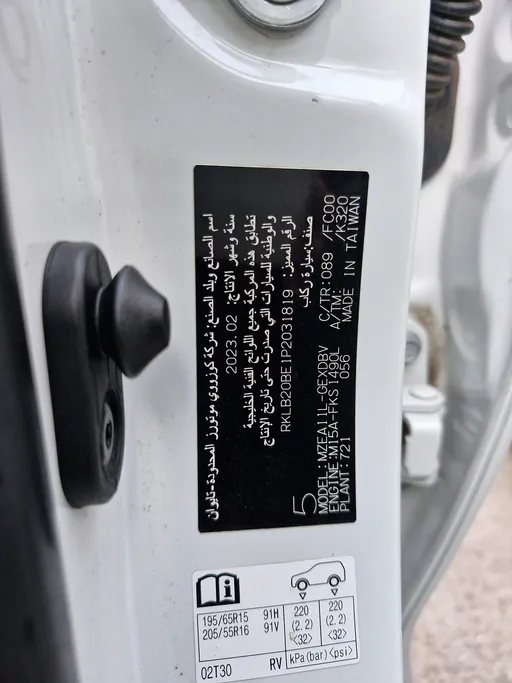 اسم الصانع وبلد الصنع: شركة كوزرووي موتورز المحدودة-تايوان
سنة وشهر الإنتاج: 2023.02
تطابق هذه المركبة جميع اللوائح الفنية الخليجية
والوطنية للسيارات التي صدرت حتى تاريخ الإنتاج
الرقم المميز: RKLB20BE1P2031819
صنف:سيارة ركاب
5
MODEL:MZEA11L-GEXDBV C/TR:089 /FC00
ENGINE:M15A-FKS1490L A/TM: /K320
PLANT:721 056 MADE IN TAIWAN
195/65R15 91H 220 (2.2) <32> 220 (2.2) <32>
205/55R16 91V
kPa(bar) <psi>
02T30 RV